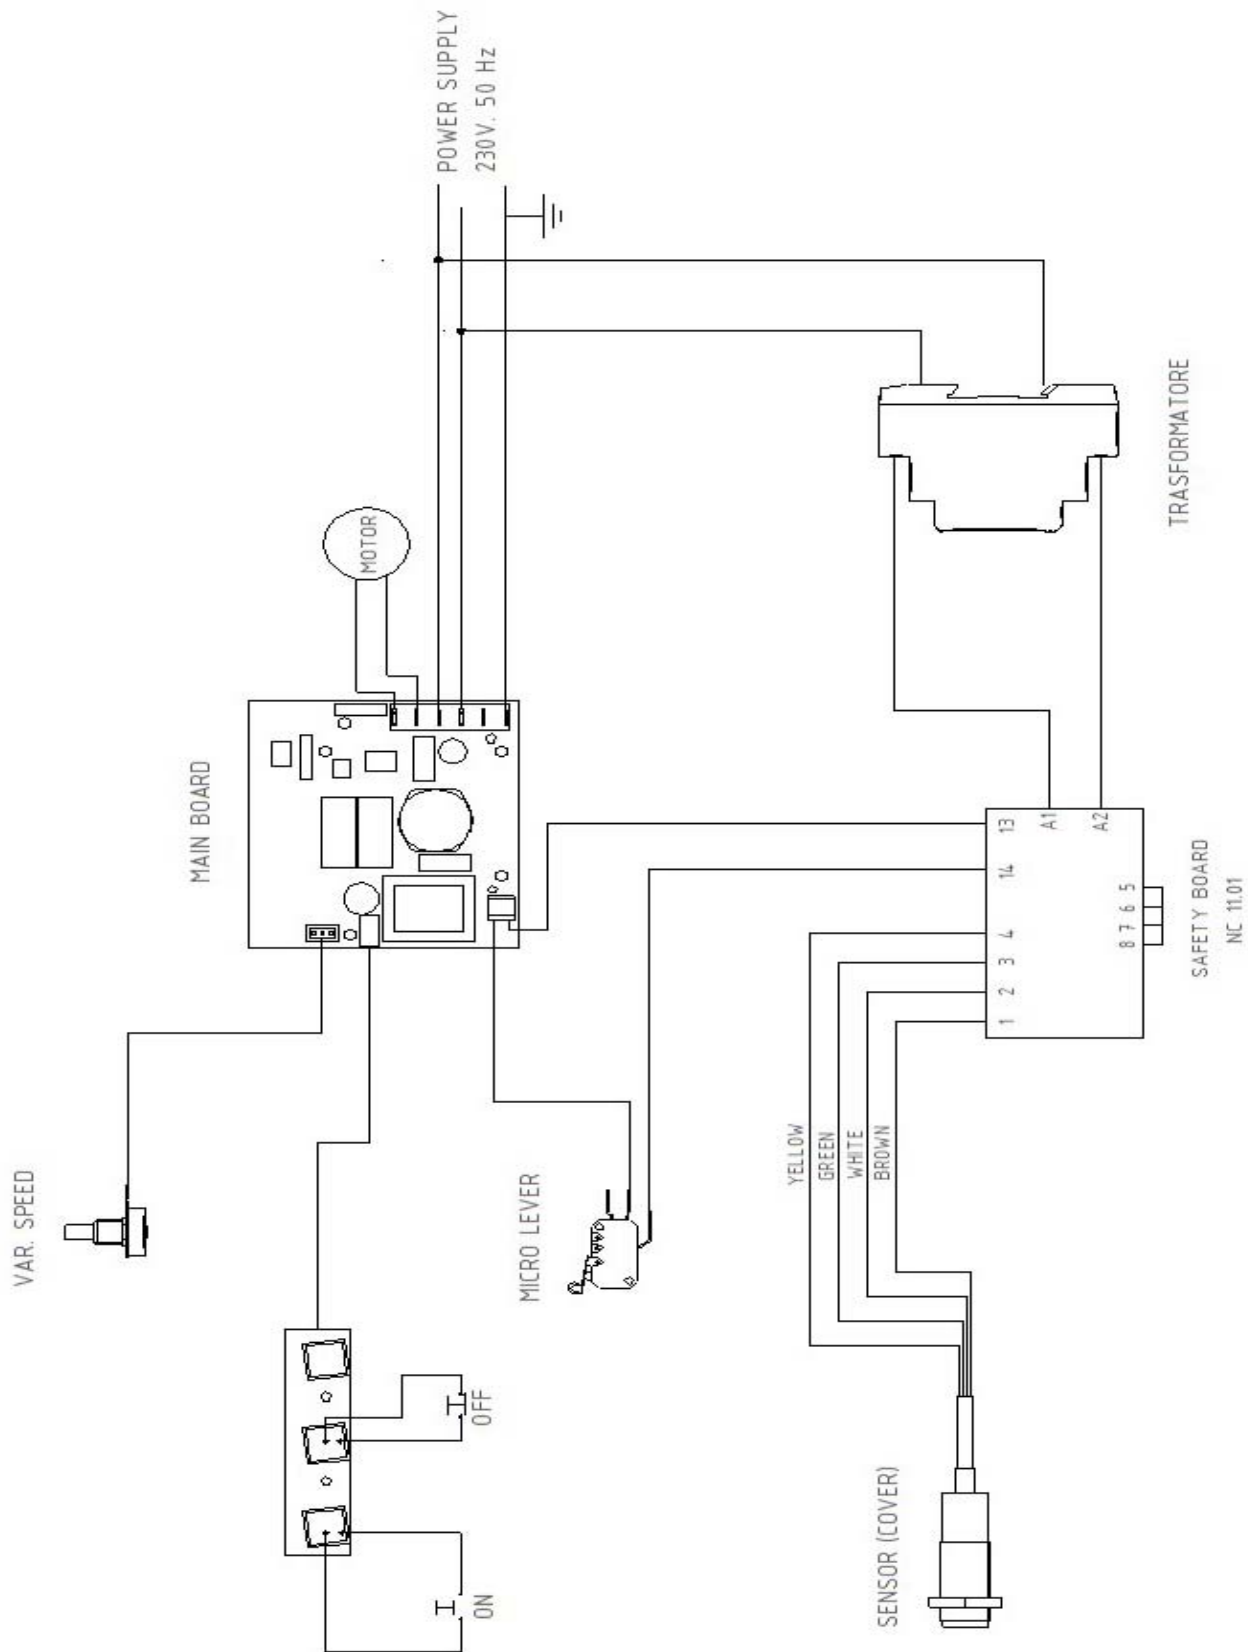 VAR. SPEED
MAIN BOARD
MOTOR
POWER SUPPLY
230V. 50 Hz
ON
OFF
MICRO LEVER
SENSOR (COVER)
YELLOW
GREEN
WHITE
BROWN
1 2 3 4 14 13
A1
A2
8 7 6 5
SAFETY BOARD
NC 11.01
TRASFORMATORE